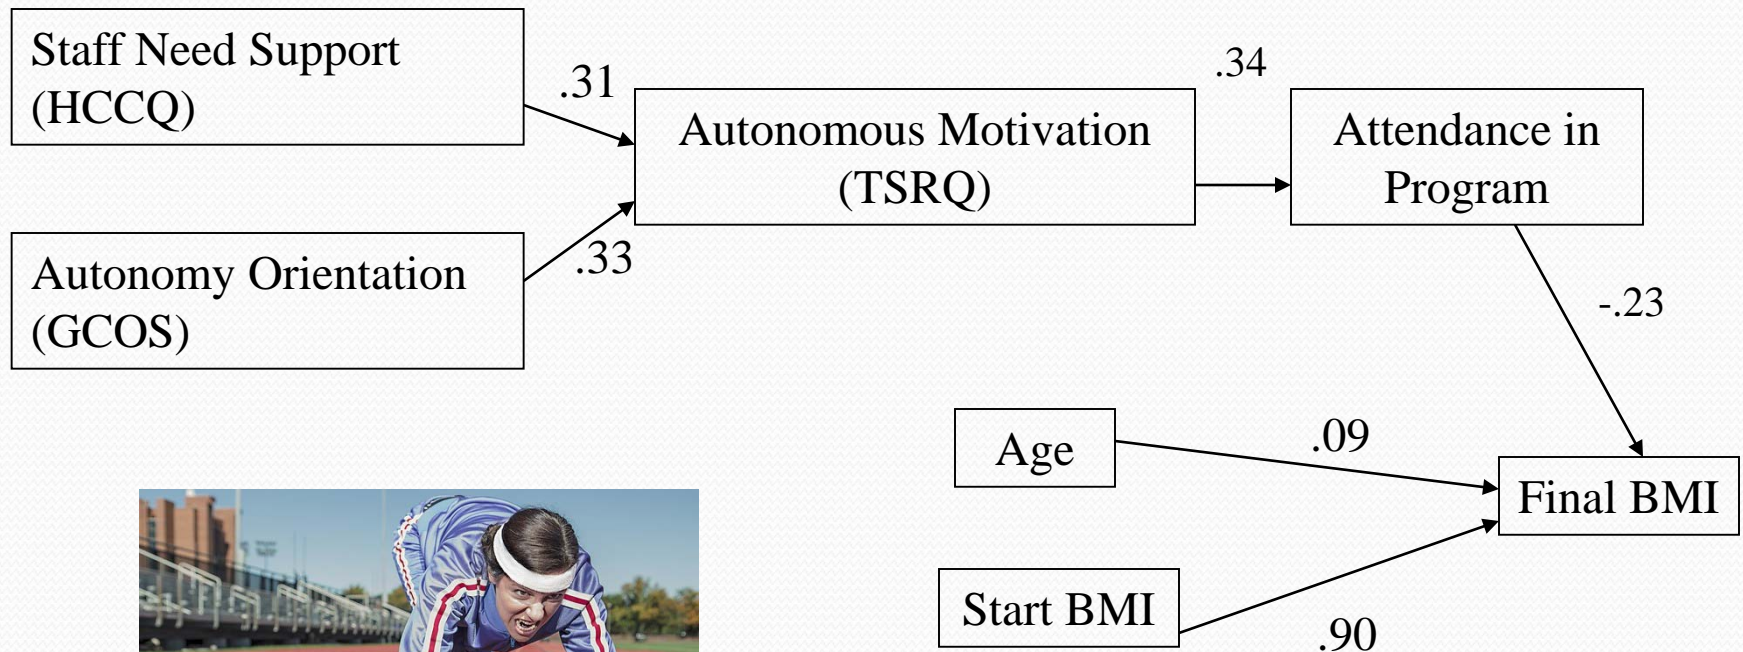 Staff Need Support
(HCCQ)
.31
Autonomy Orientation
(GCOS)
.33
Autonomous Motivation
(TSRQ)
.34
Attendance in
Program
-.23
Age
.09
Start BMI
.90
Final BMI